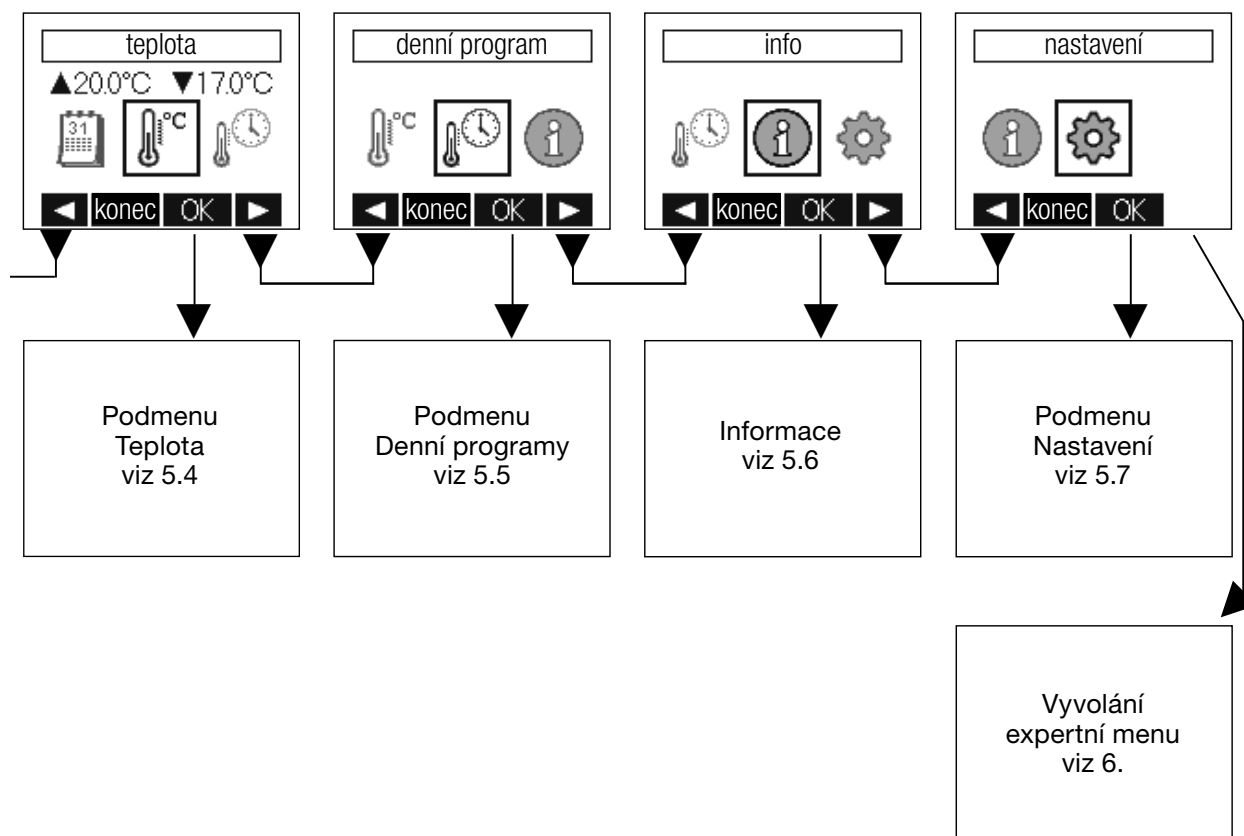 teplota
▲20.0°C ▼17.0°C
31
°C
◄ konec OK ►
denní program
°C
i
◄ konec OK ►
info
i
◄ konec OK ►
nastavení
i
◄ konec OK
Podmenu
Teplota
viz 5.4
Podmenu
Denní programy
viz 5.5
Informace
viz 5.6
Podmenu
Nastavení
viz 5.7
Vyvolání
expertní menu
viz 6.